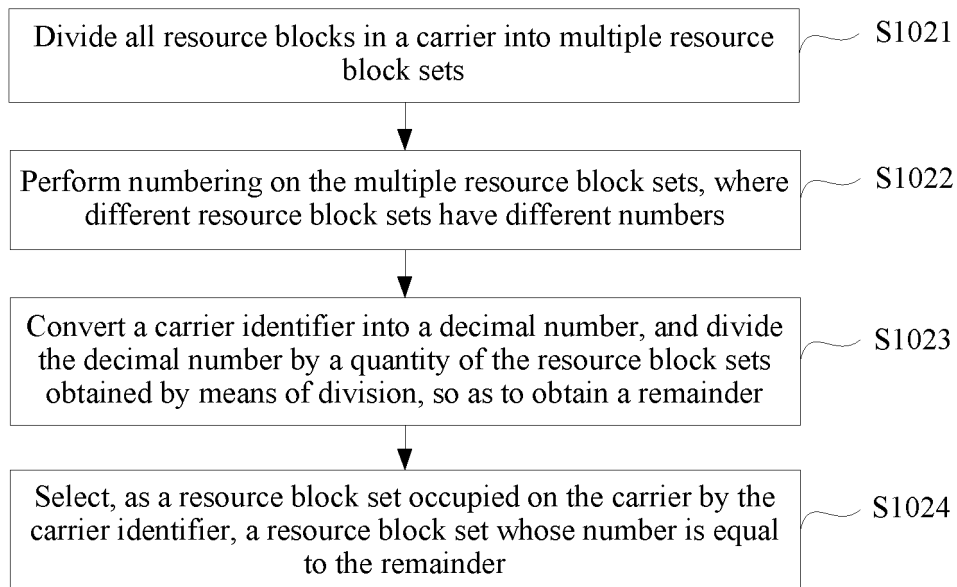 Divide all resource blocks in a carrier into multiple resource
block sets
S1021
Perform numbering on the multiple resource block sets, where
different resource block sets have different numbers
S1022
Convert a carrier identifier into a decimal number, and divide
the decimal number by a quantity of the resource block sets
obtained by means of division, so as to obtain a remainder
S1023
Select, as a resource block set occupied on the carrier by the
carrier identifier, a resource block set whose number is equal
to the remainder
S1024